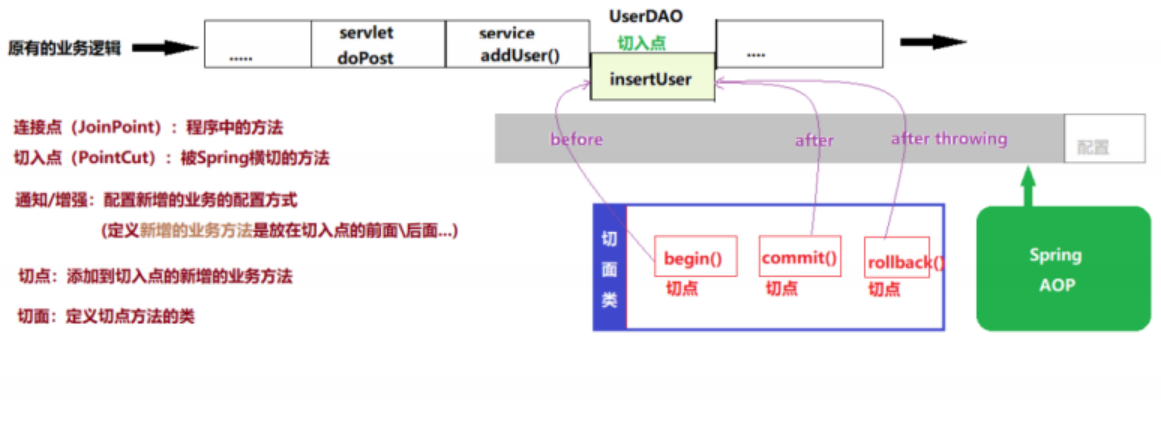 UserDAO
切入点
原有的业务逻辑
.....
servlet
doPost
service
addUser()
insertUser
....
连接点（JoinPoint）：程序中的方法
切入点（PointCut）：被Spring横切的方法
通知/增强：配置新增的业务的配置方式
（定义新增的业务方法是放在切入点的前面\后面...）
切点：添加到切入点的新增的业务方法
切面：定义切点方法的类
before
after
after throwing
配置
切面类
begin()
切点
commit()
切点
rollback()
切点
Spring
AOP